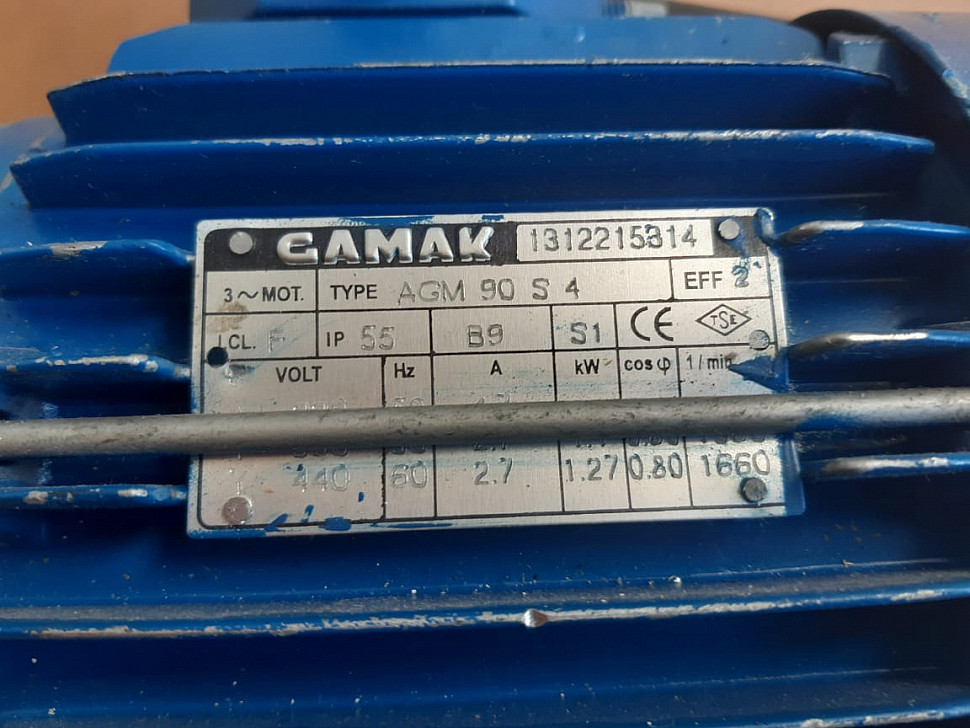 GAMAK 1312215314
3~MOT. TYPE AGM 90 S 4 EFF 2
I.CL. F IP 55 B9 S1 CE TSE
VOLT Hz A kW cos φ 1/min
440 60 2.7 1.27 0.80 1660